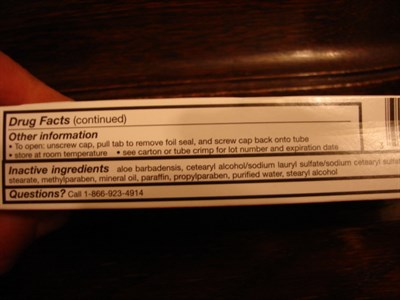 Drug Facts (continued)
Other information
• To open: unscrew cap, pull tab to remove foil seal, and screw cap back onto tube
• store at room temperature • see carton or tube crimp for lot number and expiration date
Inactive ingredients aloe barbadensis, cetearyl alcohol/sodium lauryl sulfate/sodium cetearyl
stearate, methylparaben, mineral oil, paraffin, propylparaben, purified water, stearyl alcohol
Questions? Call 1-866-923-4914